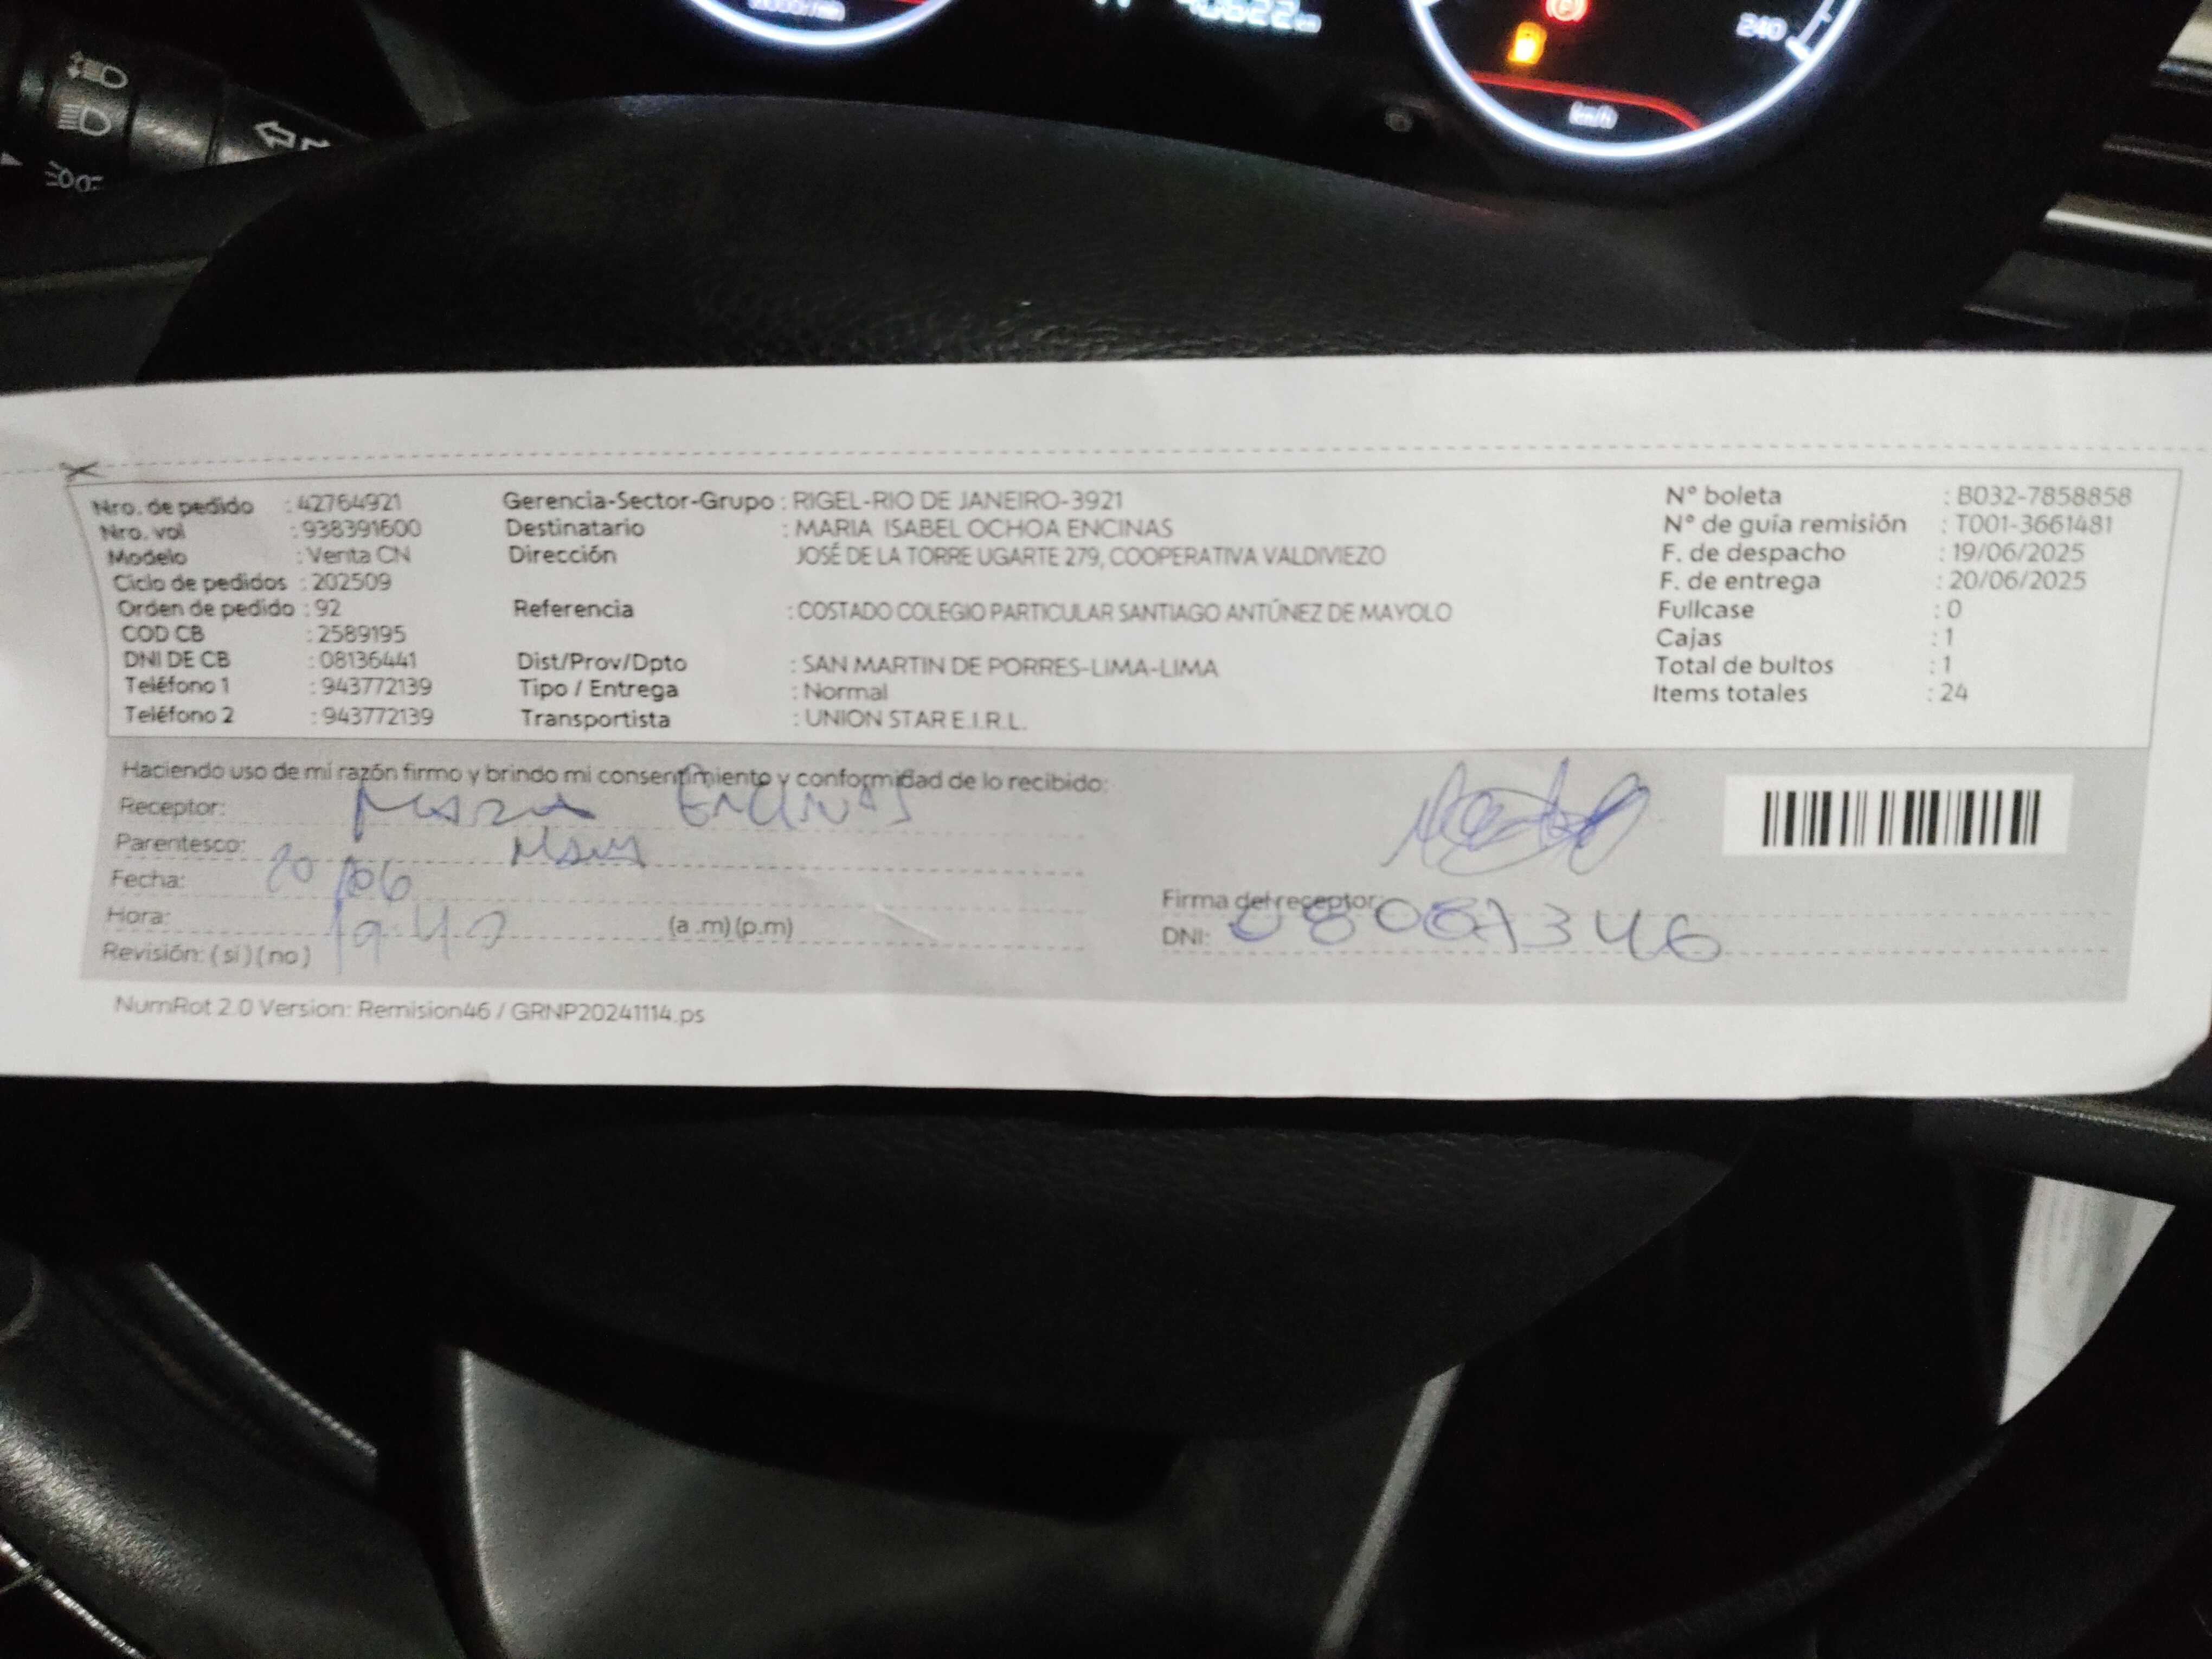 km/h
240
Nro. de pedido : 42764921
Nro. vol : 938391600
Modelo : Venta CN
Ciclo de pedidos : 202509
Orden de pedido : 92
COD CB : 2589195
DNI DE CB : 08136441
Teléfono 1 : 943772139
Teléfono 2 : 943772139
Gerencia-Sector-Grupo : RIGEL-RIO DE JANEIRO-3921
Destinatario : MARIA ISABEL OCHOA ENCINAS
Dirección JOSÉ DE LA TORRE UGARTE 279, COOPERATIVA VALDIVIEZO
Referencia : COSTADO COLEGIO PARTICULAR SANTIAGO ANTÚNEZ DE MAYOLO
Dist/Prov/Dpto : SAN MARTIN DE PORRES-LIMA-LIMA
Tipo / Entrega : Normal
Transportista : UNION STAR E.I.R.L.
N° boleta : B032-7858858
N° de guía remisión : T001-3661481
F. de despacho : 19/06/2025
F. de entrega : 20/06/2025
Fullcase : 0
Cajas : 1
Total de bultos : 1
Items totales : 24
Haciendo uso de mi razón firmo y brindo mi consentimiento y conformidad de lo recibido:
Receptor: Encinas
Parentesco:
Fecha: 20/06
Hora: (a .m) (p.m)
Revisión: (si) (no)
Firma del receptor:
DNI:
NumRot 2.0 Version: Remision46 / GRNP20241114.ps